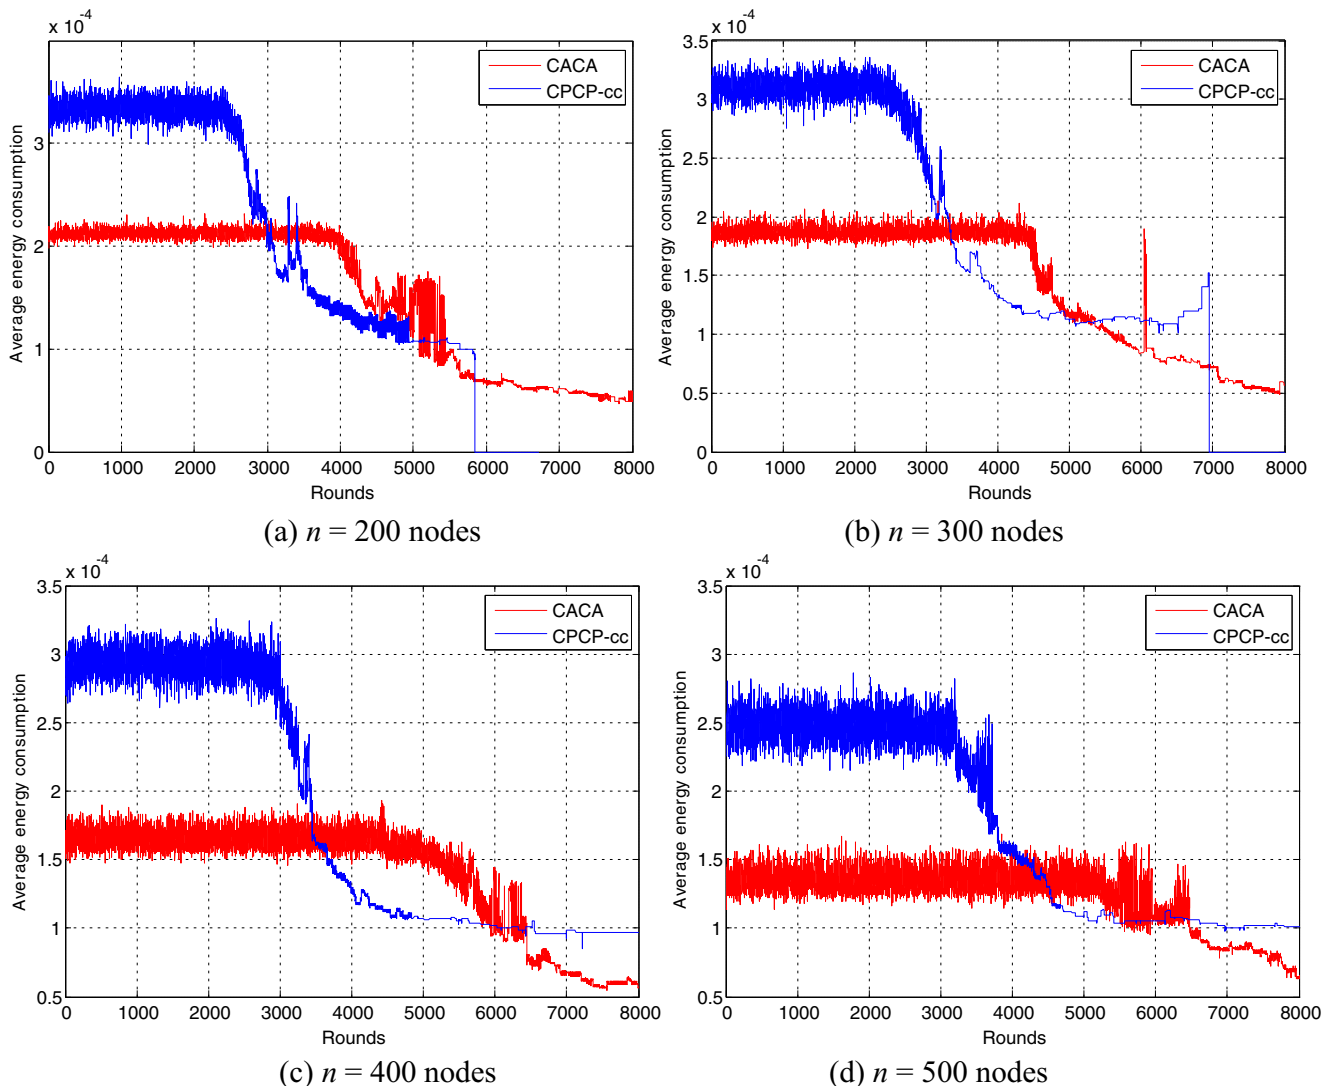 x 10⁻⁴
3
2
1
0
0 1000 2000 3000 4000 5000 6000 7000 8000
Average energy consumption
Rounds
CACA
CPCP-cc
(a) n = 200 nodes
x 10⁻⁴
3.5
3
2.5
2
1.5
1
0.5
0
0 1000 2000 3000 4000 5000 6000 7000 8000
Average energy consumption
Rounds
CACA
CPCP-cc
(b) n = 300 nodes
x 10⁻⁴
3.5
3
2.5
2
1.5
1
0.5
0 1000 2000 3000 4000 5000 6000 7000 8000
Average energy consumption
Rounds
CACA
CPCP-cc
(c) n = 400 nodes
x 10⁻⁴
3.5
3
2.5
2
1.5
1
0.5
0 1000 2000 3000 4000 5000 6000 7000 8000
Average energy consumption
Rounds
CACA
CPCP-cc
(d) n = 500 nodes